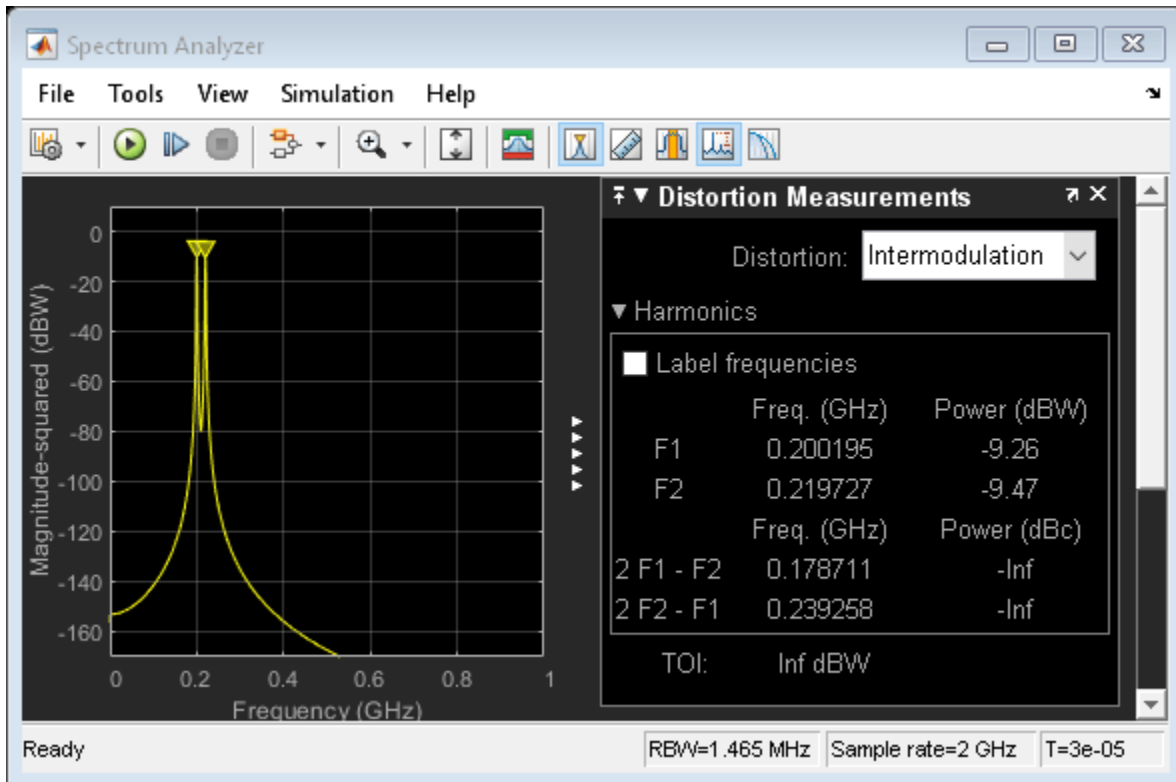 Spectrum Analyzer
File Tools View Simulation Help
Distortion Measurements
Distortion: Intermodulation
Harmonics
Label frequencies
Freq. (GHz) Power (dBW)
F1 0.200195 -9.26
F2 0.219727 -9.47
Freq. (GHz) Power (dBc)
2 F1 - F2 0.178711 -Inf
2 F2 - F1 0.239258 -Inf
TOI: Inf dBW
Magnitude-squared (dBW)
0
-20
-40
-60
-80
-100
-120
-140
-160
0 0.2 0.4 0.6 0.8 1
Frequency (GHz)
Ready RBW=1.465 MHz Sample rate=2 GHz T=3e-05